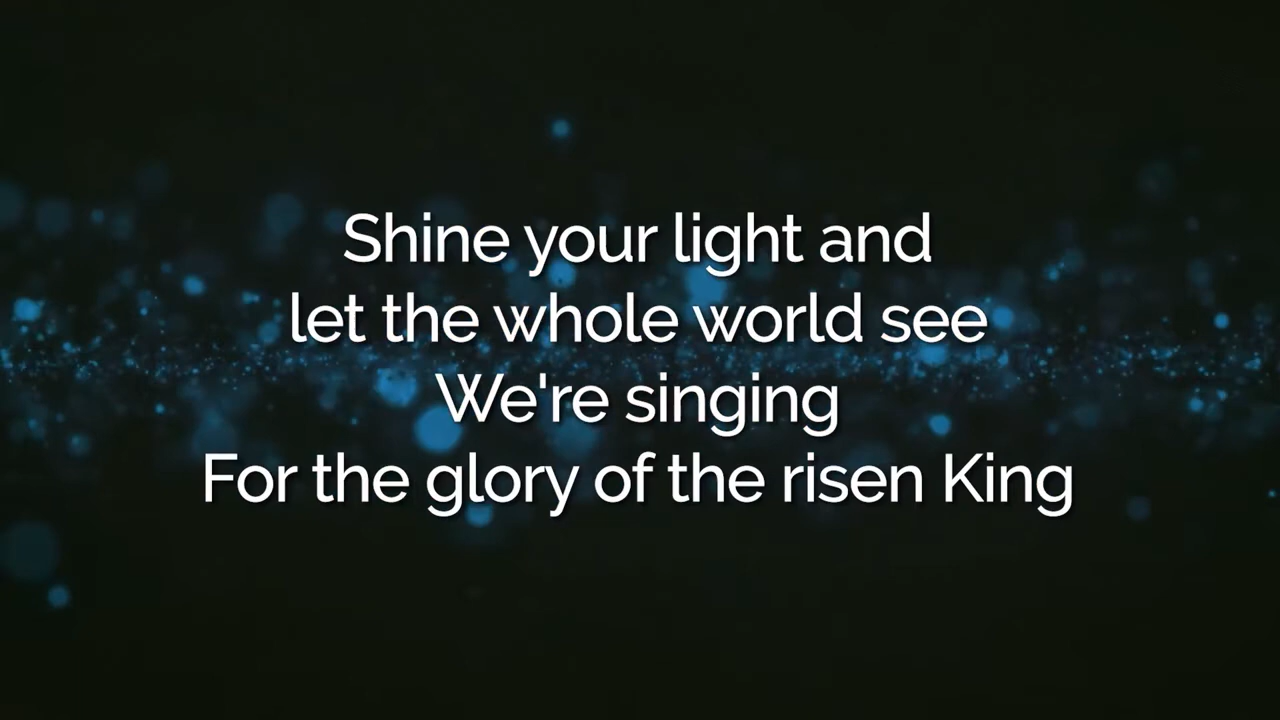 Shine your light and
let the whole world see
We're singing
For the glory of the risen King